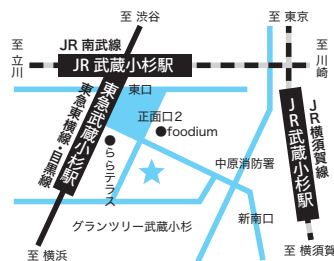 至 渋谷
至 東京
至 立川
JR 南武線
JR 武蔵小杉駅
至 川崎
東口
正面口2
foodium
東急武蔵小杉駅
東急東横線・目黒線
ららテラス
中原消防署
JR 武蔵小杉駅
JR横須賀線
グランツリー武蔵小杉
新南口
至 横浜
至 横須賀